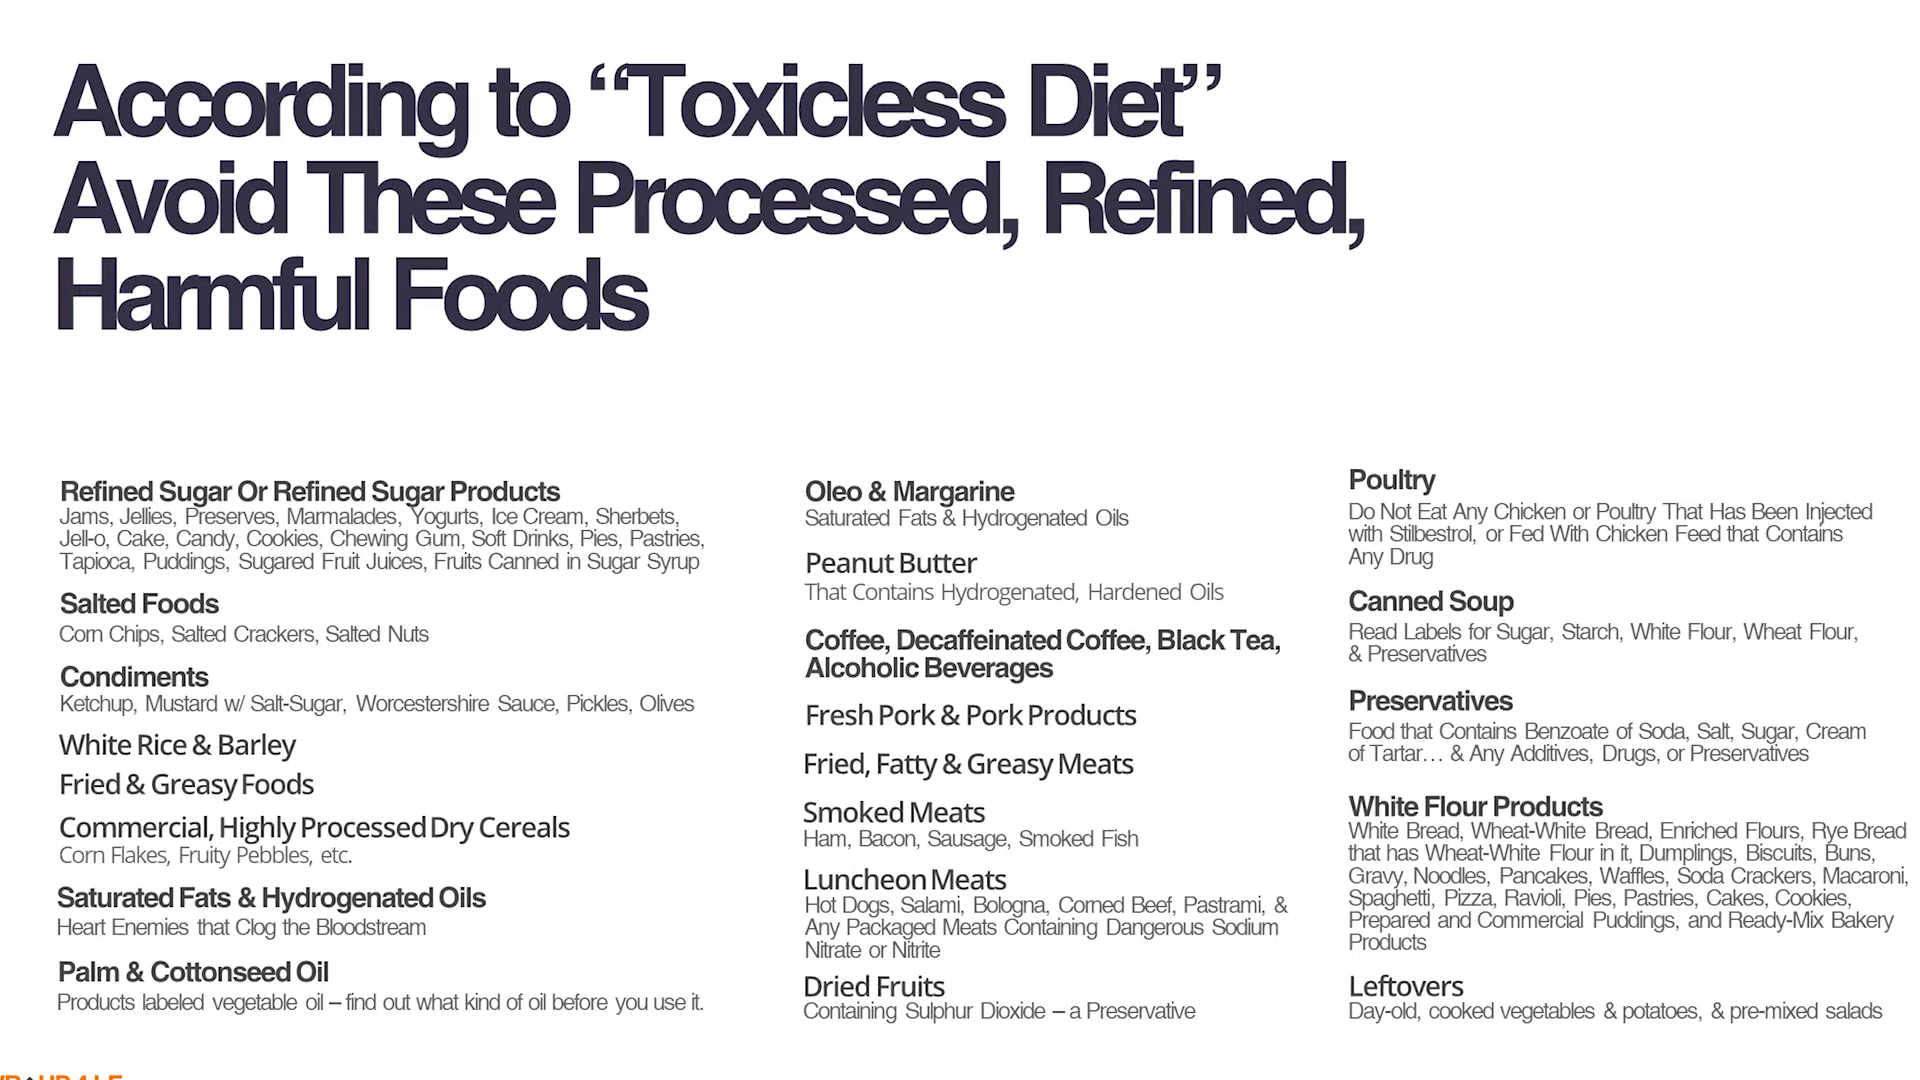 According to “Toxicless Diet”
Avoid These Processed, Refined,
Harmful Foods
Refined Sugar Or Refined Sugar Products
Jams, Jellies, Preserves, Marmalades, Yogurts, Ice Cream, Sherbets,
Jell-o, Cake, Candy, Cookies, Chewing Gum, Soft Drinks, Pies, Pastries,
Tapioca, Puddings, Sugared Fruit Juices, Fruits Canned in Sugar Syrup
Salted Foods
Corn Chips, Salted Crackers, Salted Nuts
Condiments
Ketchup, Mustard w/ Salt-Sugar, Worcestershire Sauce, Pickles, Olives
White Rice & Barley
Fried & Greasy Foods
Commercial, Highly Processed Dry Cereals
Corn Flakes, Fruity Pebbles, etc.
Saturated Fats & Hydrogenated Oils
Heart Enemies that Clog the Bloodstream
Palm & Cottonseed Oil
Products labeled vegetable oil – find out what kind of oil before you use it.
Oleo & Margarine
Saturated Fats & Hydrogenated Oils
Peanut Butter
That Contains Hydrogenated, Hardened Oils
Coffee, Decaffeinated Coffee, Black Tea,
Alcoholic Beverages
Fresh Pork & Pork Products
Fried, Fatty & Greasy Meats
Smoked Meats
Ham, Bacon, Sausage, Smoked Fish
Luncheon Meats
Hot Dogs, Salami, Bologna, Corned Beef, Pastrami, &
Any Packaged Meats Containing Dangerous Sodium
Nitrate or Nitrite
Dried Fruits
Containing Sulphur Dioxide – a Preservative
Poultry
Do Not Eat Any Chicken or Poultry That Has Been Injected
with Stilbestrol, or Fed With Chicken Feed that Contains
Any Drug
Canned Soup
Read Labels for Sugar, Starch, White Flour, Wheat Flour,
& Preservatives
Preservatives
Food that Contains Benzoate of Soda, Salt, Sugar, Cream
of Tartar… & Any Additives, Drugs, or Preservatives
White Flour Products
White Bread, Wheat-White Bread, Enriched Flours, Rye Bread
that has Wheat-White Flour in it, Dumplings, Biscuits, Buns,
Gravy, Noodles, Pancakes, Waffles, Soda Crackers, Macaroni,
Spaghetti, Pizza, Ravioli, Pies, Pastries, Cakes, Cookies,
Prepared and Commercial Puddings, and Ready-Mix Bakery
Products
Leftovers
Day-old, cooked vegetables & potatoes, & pre-mixed salads